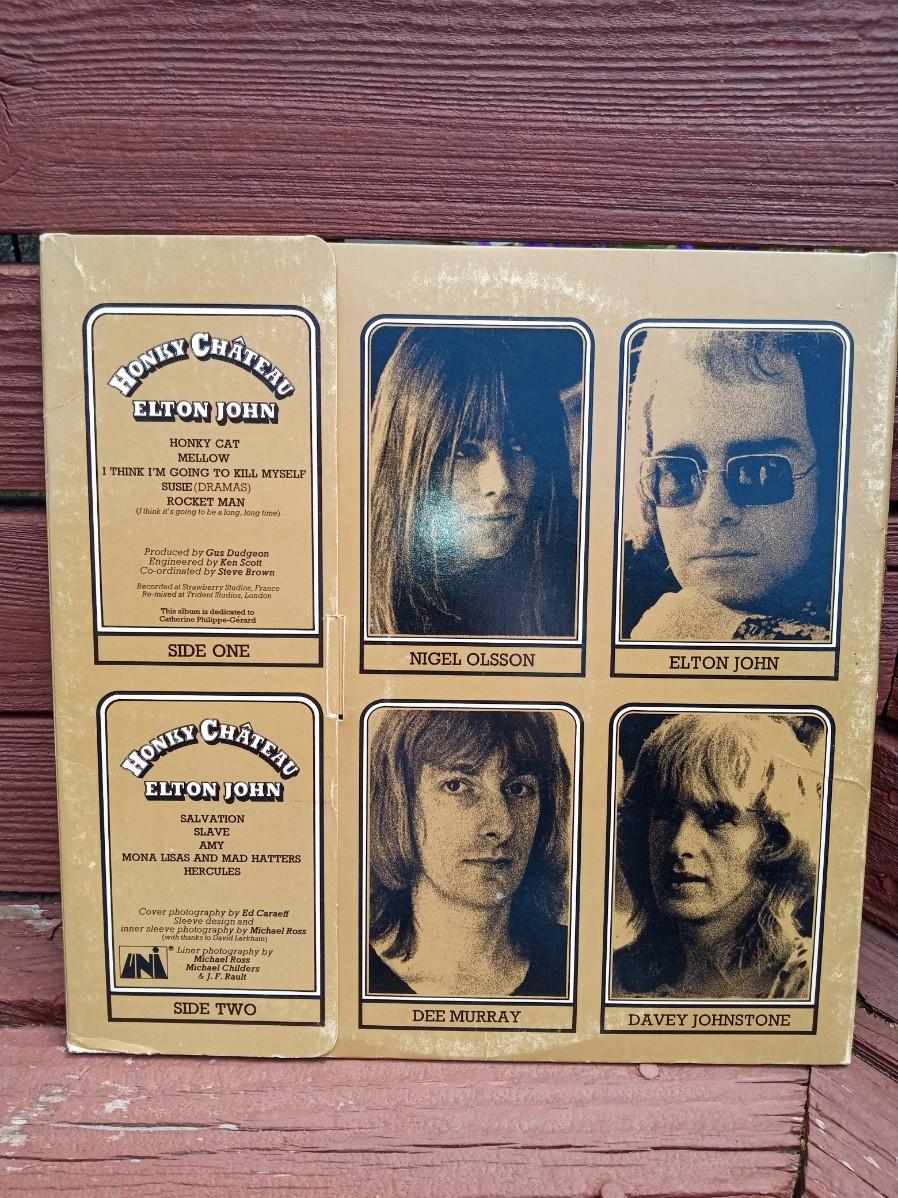 HONKY CHÂTEAU
ELTON JOHN
HONKY CAT
MELLOW
I THINK I'M GOING TO KILL MYSELF
SUSIE (DRAMAS)
ROCKET MAN
(I think it's going to be a long, long time)
Produced by Gus Dudgeon
Engineered by Ken Scott
Co-ordinated by Steve Brown
Recorded at Strawberry Studios, France
Re-mixed at Trident Studios, London
This album is dedicated to
Catherine Philippe-Gérard
SIDE ONE
HONKY CHÂTEAU
ELTON JOHN
SALVATION
SLAVE
AMY
MONA LISAS AND MAD HATTERS
HERCULES
Cover photography by Ed Caraeff
Sleeve design and
inner sleeve photography by Michael Ross
(with thanks to David Larkham)
UNI ® Liner photography by
Michael Ross
Michael Childers
& J. F. Rault
SIDE TWO
NIGEL OLSSON
ELTON JOHN
DEE MURRAY
DAVEY JOHNSTONE